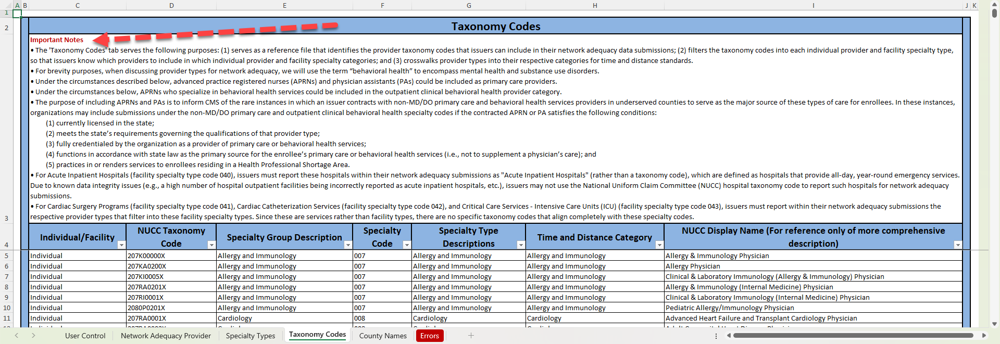 A B C D E F G H I J K
1
2 Taxonomy Codes
Important Notes
• The 'Taxonomy Codes' tab serves the following purposes: (1) serves as a reference file that identifies the provider taxonomy codes that issuers can include in their network adequacy data submissions; (2) filters the taxonomy codes into each individual provider and facility specialty type,
so that issuers know which providers to include in which individual provider and facility specialty categories; and (3) crosswalks provider types into their respective categories for time and distance standards.
• For brevity purposes, when discussing provider types for network adequacy, we will use the term “behavioral health” to encompass mental health and substance use disorders.
• Under the circumstances described below, advanced practice registered nurses (APRNs) and physician assistants (PAs) could be included as primary care providers.
• Under the circumstances below, APRNs who specialize in behavioral health services could be included in the outpatient clinical behavioral health provider category.
• The purpose of including APRNs and PAs is to inform CMS of the rare instances in which an issuer contracts with non-MD/DO primary care and behavioral health services providers in underserved counties to serve as the major source of these types of care for enrollees. In these instances,
organizations may include submissions under the non-MD/DO primary care and outpatient clinical behavioral health specialty codes if the contracted APRN or PA satisfies the following conditions:
(1) currently licensed in the state;
(2) meets the state’s requirements governing the qualifications of that provider type;
(3) fully credentialed by the organization as a provider of primary care or behavioral health services;
(4) functions in accordance with state law as the primary source for the enrollee’s primary care or behavioral health services (i.e., not to supplement a physician’s care); and
(5) practices in or renders services to enrollees residing in a Health Professional Shortage Area.
• For Acute Inpatient Hospitals (facility specialty type code 040), issuers must report these hospitals within their network adequacy submissions as "Acute Inpatient Hospitals" (rather than a taxonomy code), which are defined as hospitals that provide all-day, year-round emergency services.
Due to known data integrity issues (e.g., a high number of hospital outpatient facilities being incorrectly reported as acute inpatient hospitals, etc.), issuers may not use the National Uniform Claim Committee (NUCC) hospital taxonomy code to report such hospitals for network adequacy
submissions.
• For Cardiac Surgery Programs (facility specialty type code 041), Cardiac Catheterization Services (facility specialty type code 042), and Critical Care Services - Intensive Care Units (ICU) (facility specialty type code 043), issuers must report within their network adequacy submissions the
3 respective provider types that filter into these facility specialty types. Since these are services rather than facility types, there are no specific taxonomy codes that align completely with these specialty codes.
4 Individual/Facility NUCC Taxonomy Code Specialty Group Description Specialty Code Specialty Type Descriptions Time and Distance Category NUCC Display Name (For reference only of more comprehensive description)
5 Individual 207K00000X Allergy and Immunology 007 Allergy and Immunology Allergy and Immunology Allergy & Immunology Physician
6 Individual 207KA0200X Allergy and Immunology 007 Allergy and Immunology Allergy and Immunology Allergy Physician
7 Individual 207KI0005X Allergy and Immunology 007 Allergy and Immunology Allergy and Immunology Clinical & Laboratory Immunology (Allergy & Immunology) Physician
8 Individual 207RA0201X Allergy and Immunology 007 Allergy and Immunology Allergy and Immunology Allergy & Immunology (Internal Medicine) Physician
9 Individual 207RI0001X Allergy and Immunology 007 Allergy and Immunology Allergy and Immunology Clinical & Laboratory Immunology (Internal Medicine) Physician
10 Individual 2080P0201X Allergy and Immunology 007 Allergy and Immunology Allergy and Immunology Pediatric Allergy/Immunology Physician
11 Individual 207RA0001X Cardiology 008 Cardiology Cardiology Advanced Heart Failure and Transplant Cardiology Physician
User Control Network Adequacy Provider Specialty Types Taxonomy Codes County Names Errors